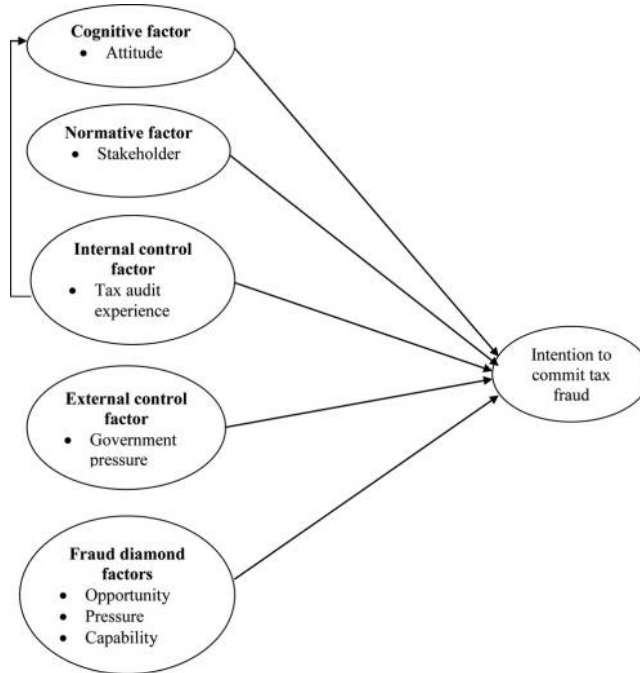 Cognitive factor
• Attitude
Normative factor
• Stakeholder
Internal control
factor
• Tax audit
experience
External control
factor
• Government
pressure
Fraud diamond
factors
• Opportunity
• Pressure
• Capability
Intention to
commit tax
fraud